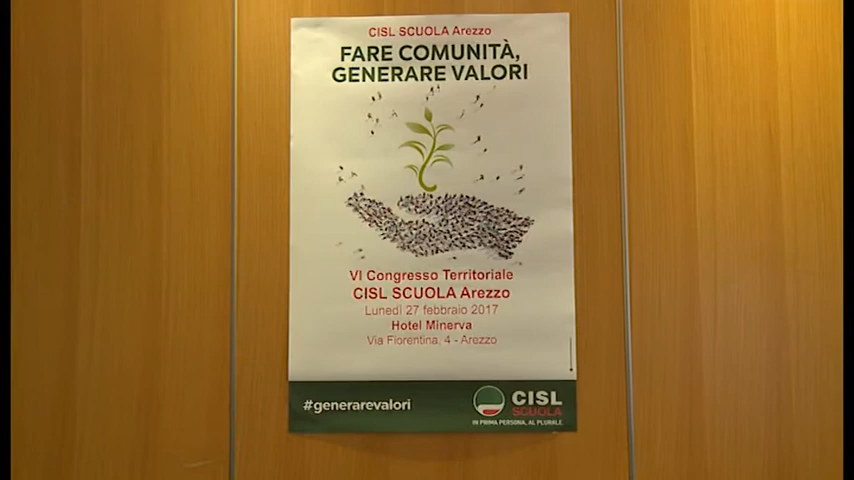 CISL SCUOLA Arezzo
FARE COMUNITÀ,
GENERARE VALORI
VI Congresso Territoriale
CISL SCUOLA Arezzo
Lunedì 27 febbraio 2017
Hotel Minerva
Via Fiorentina, 4 - Arezzo
#generarevalori
CISL
SCUOLA
IN PRIMA PERSONA, AL PLURALE.